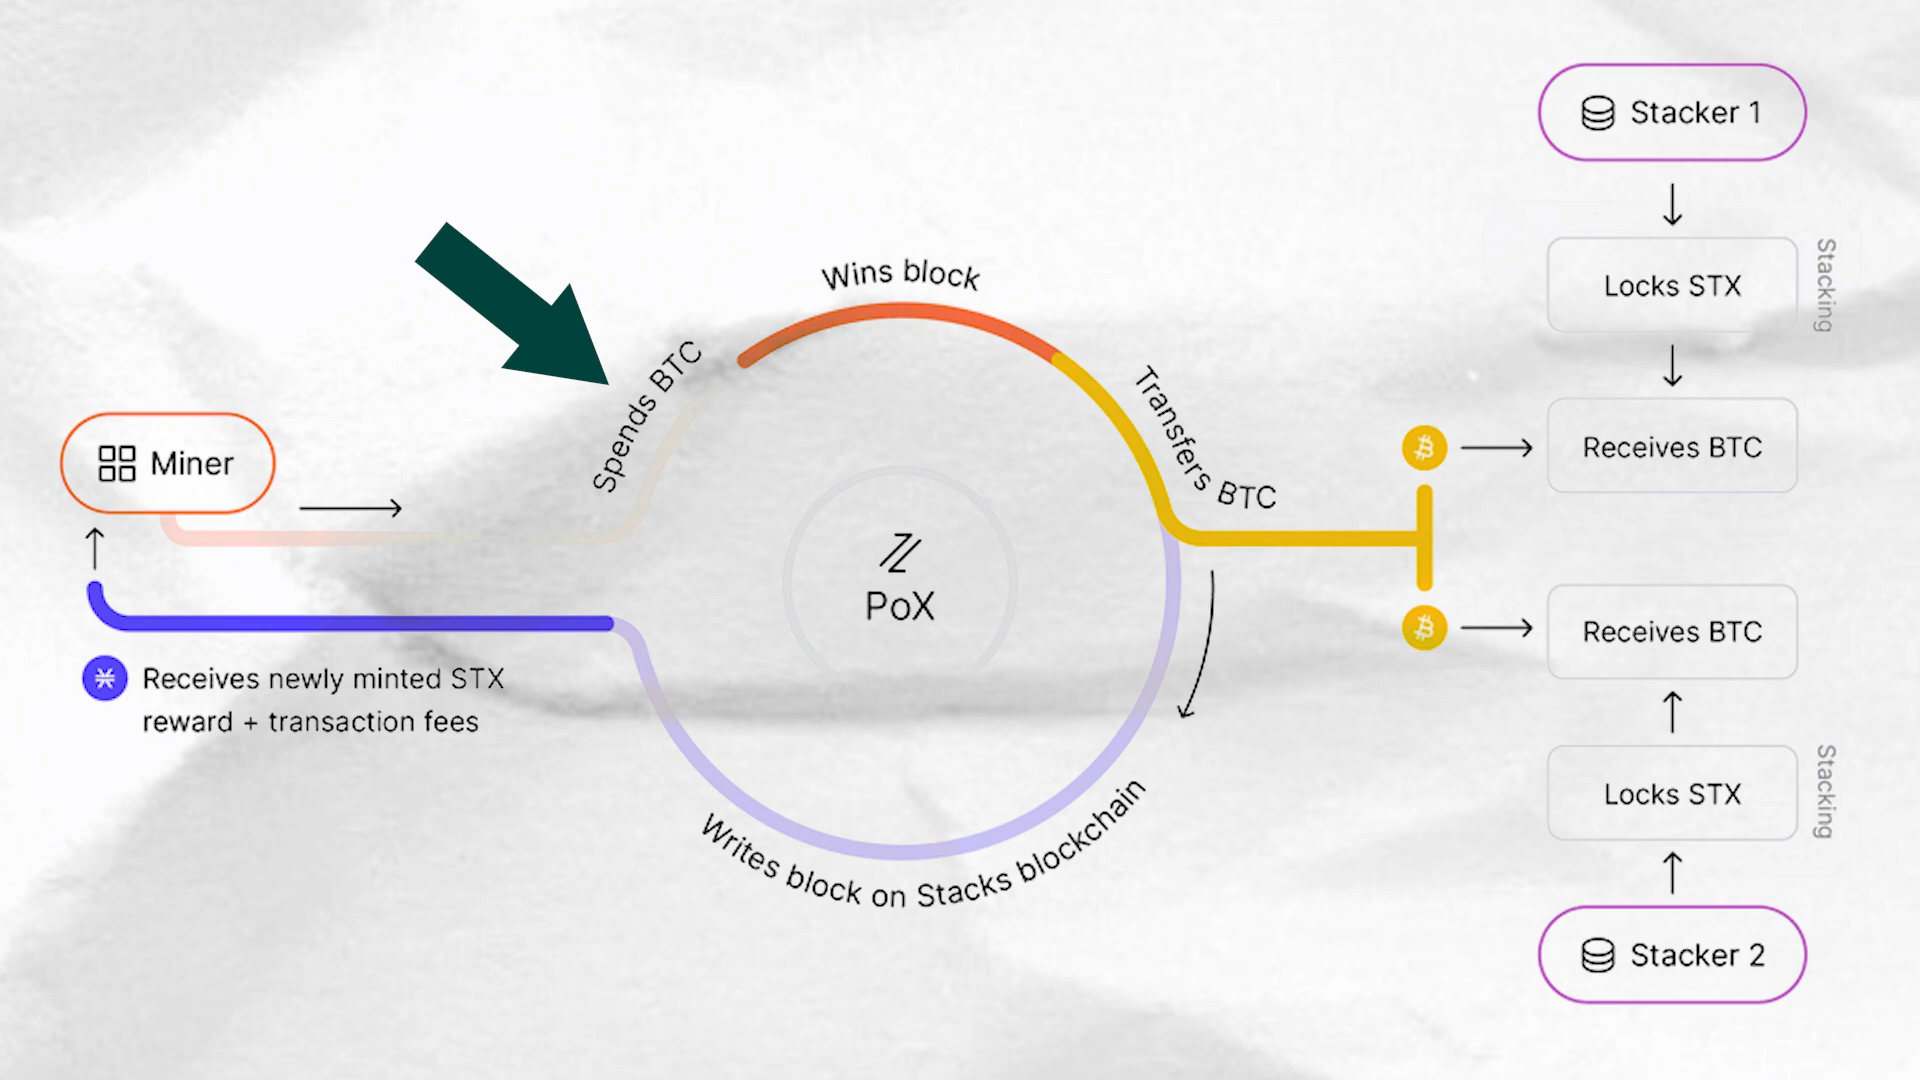 Miner
Spends BTC
Wins block
Transfers BTC
PoX
Writes block on Stacks blockchain
Receives newly minted STX
reward + transaction fees
Stacker 1
Locks STX
Stacking
Receives BTC
Receives BTC
Locks STX
Stacking
Stacker 2